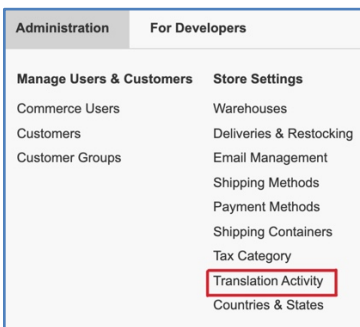 Administration For Developers
Manage Users & Customers Store Settings
Commerce Users Warehouses
Customers Deliveries & Restocking
Customer Groups Email Management
Shipping Methods
Payment Methods
Shipping Containers
Tax Category
Translation Activity
Countries & States